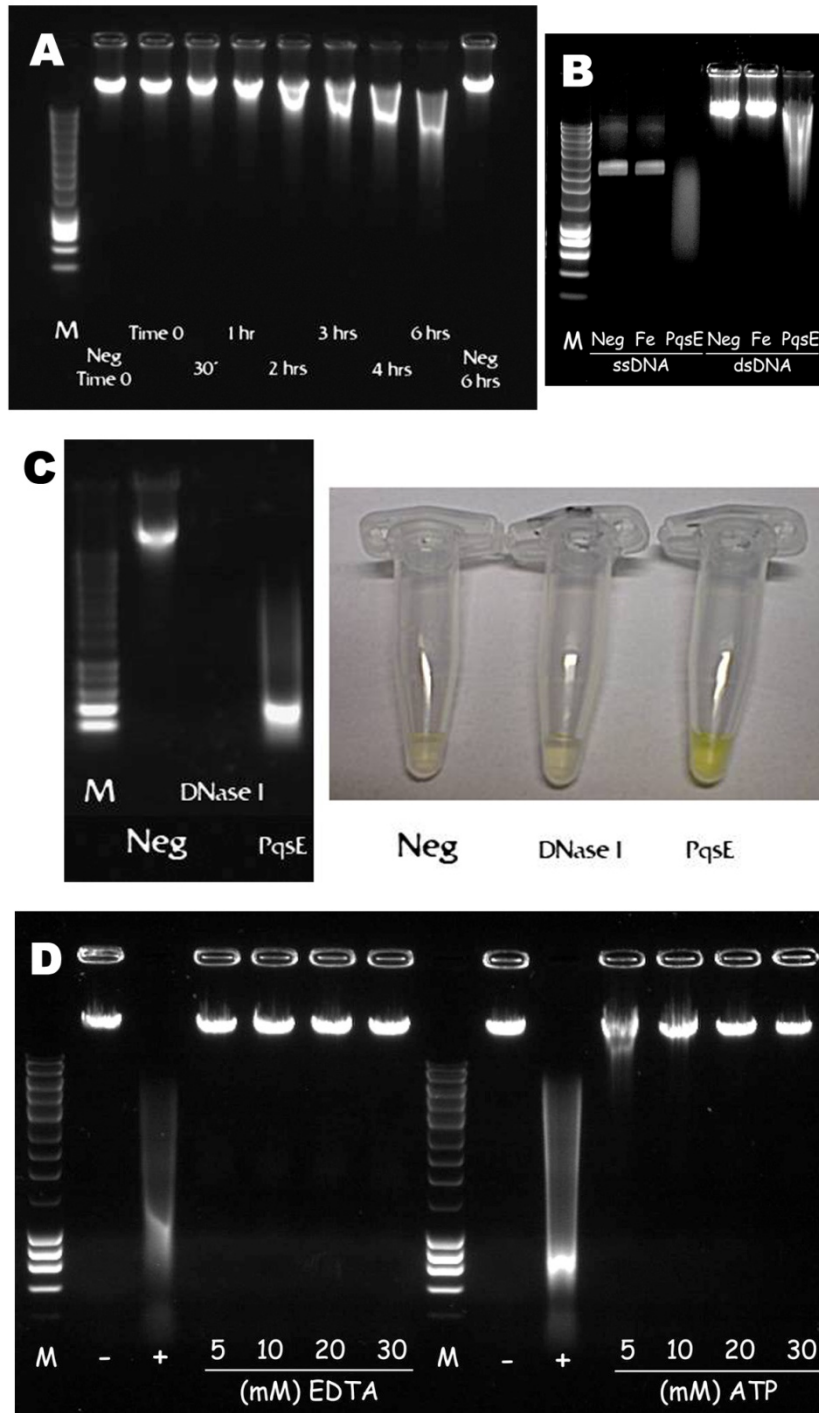 A
M Time 0 1 hr 3 hrs 6 hrs
Neg Time 0 30' 2 hrs 4 hrs Neg 6 hrs
B
M Neg Fe PqsE Neg Fe PqsE
ssDNA dsDNA
C
M DNase I
Neg PqsE
Neg DNase I PqsE
D
M - + 5 10 20 30 M - + 5 10 20 30
(mM) EDTA (mM) ATP